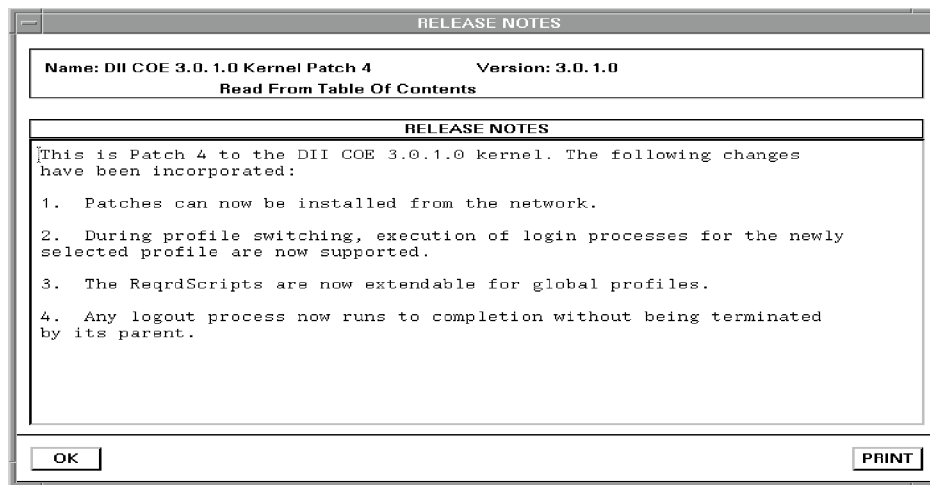 RELEASE NOTES
Name: DII COE 3.0.1.0 Kernel Patch 4 Version: 3.0.1.0
Read From Table Of Contents
RELEASE NOTES
This is Patch 4 to the DII COE 3.0.1.0 kernel. The following changes
have been incorporated:
1. Patches can now be installed from the network.
2. During profile switching, execution of login processes for the newly
selected profile are now supported.
3. The ReqrdScripts are now extendable for global profiles.
4. Any logout process now runs to completion without being terminated
by its parent.
OK PRINT